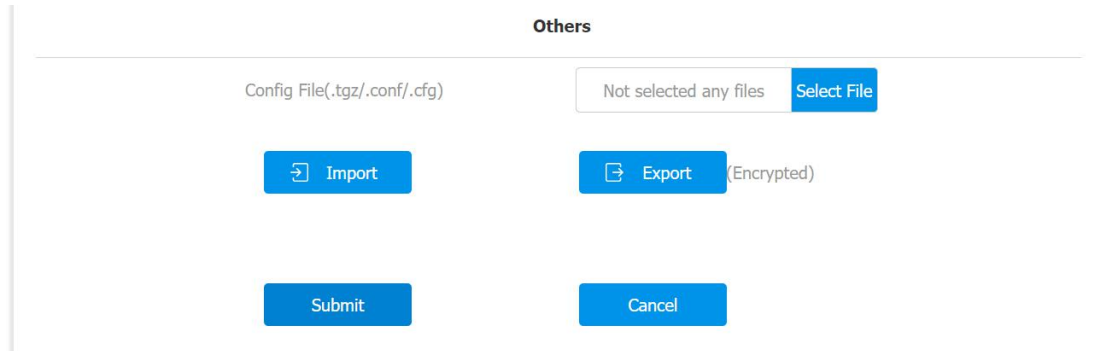 Others
Config File(.tgz/.conf/.cfg) Not selected any files Select File
Import Export (Encrypted)
Submit Cancel